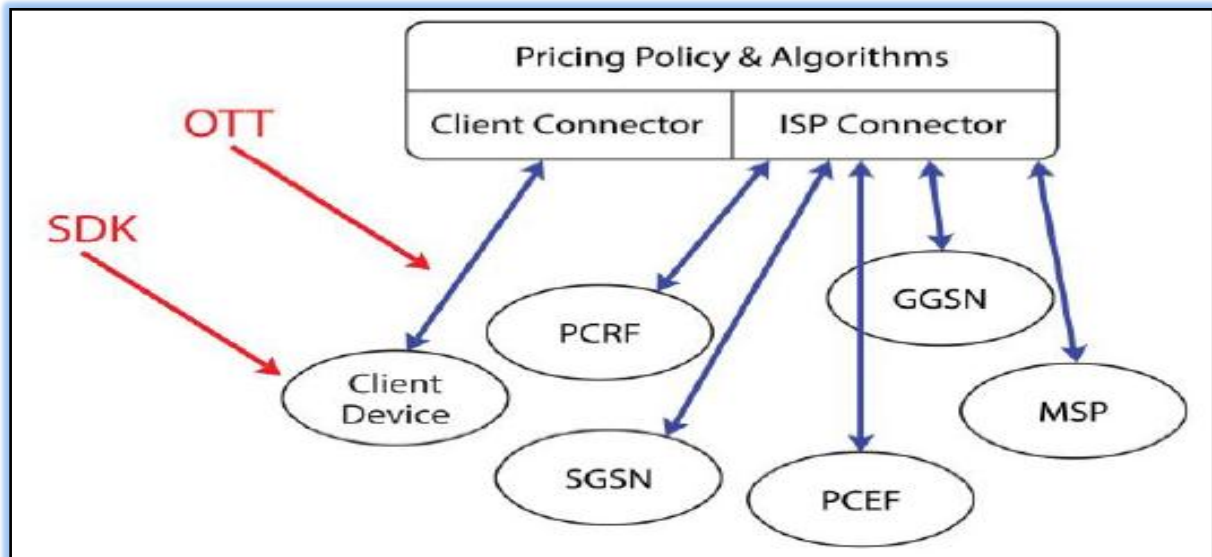 Pricing Policy & Algorithms
Client Connector
ISP Connector
OTT
SDK
GGSN
PCRF
Client
Device
MSP
SGSN
PCEF